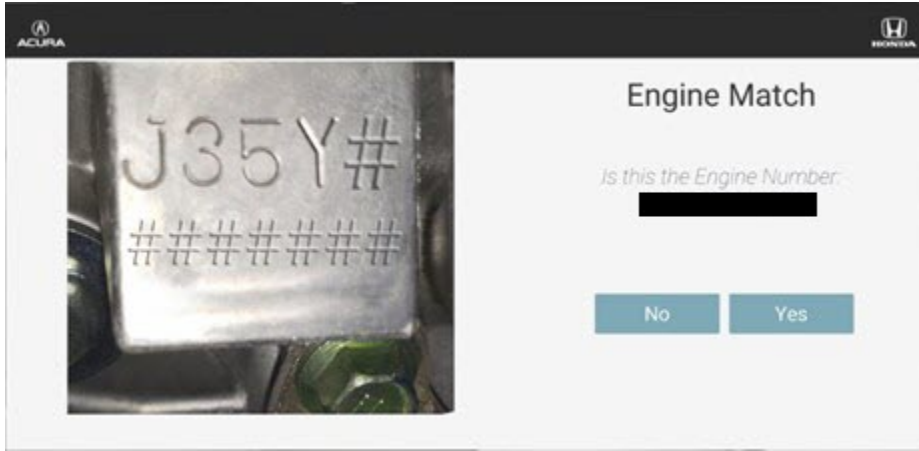 ACURA
HONDA
J35Y#
#######
Engine Match
Is this the Engine Number:
No
Yes